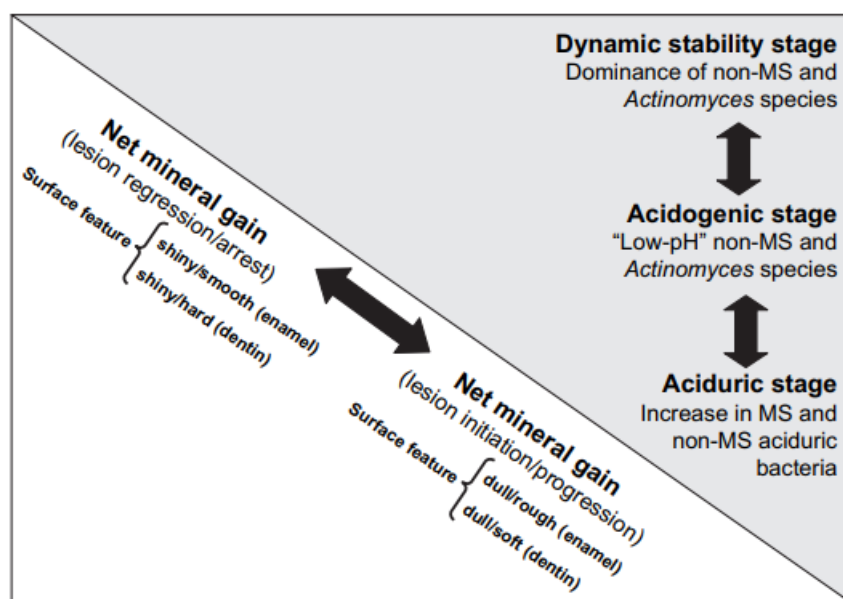 Dynamic stability stage
Dominance of non-MS and
Actinomyces species
Acidogenic stage
“Low-pH” non-MS and
Actinomyces species
Aciduric stage
Increase in MS and
non-MS aciduric
bacteria
Net mineral gain
(lesion regression/arrest)
Surface feature
shiny/smooth (enamel)
shiny/hard (dentin)
Net mineral gain
(lesion initiation/progression)
Surface feature
dull/rough (enamel)
dull/soft (dentin)